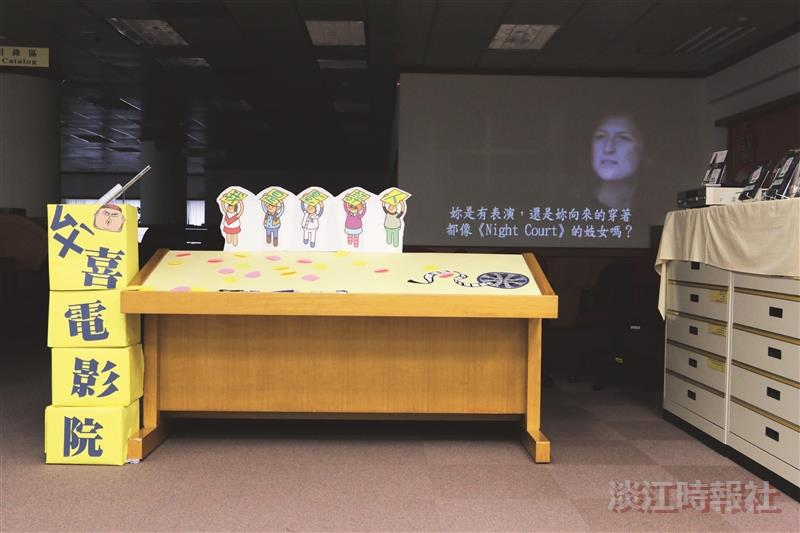 目錄區
Catalog
妳是有表演，還是妳向來的穿著
都像《Night Court》的妓女嗎？
喜
電
影
院
淡江時報社